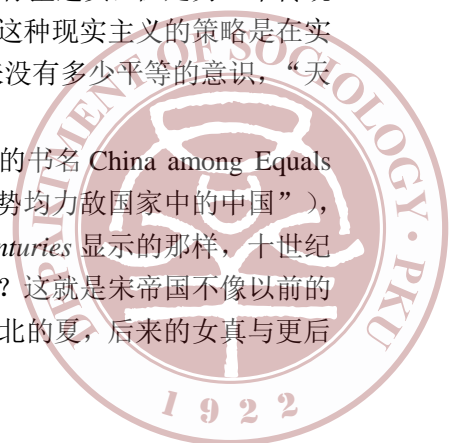 这种现实主义的策略是在实
没有多少平等的意识，“天
的书名 China among Equals
势均力敌国家中的中国”），
nturies 显示的那样，十世纪
？这就是宋帝国不像以前的
北的夏，后来的女真与更后
DEPARTMENT OF SOCIOLOGY · PKU
1922